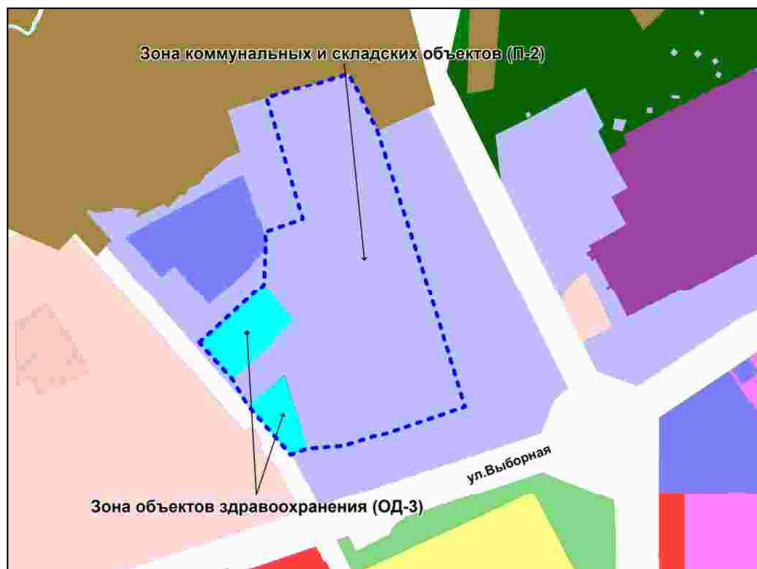 Зона коммунальных и складских объектов (П-2)
ул.Выборная
Зона объектов здравоохранения (ОД-3)